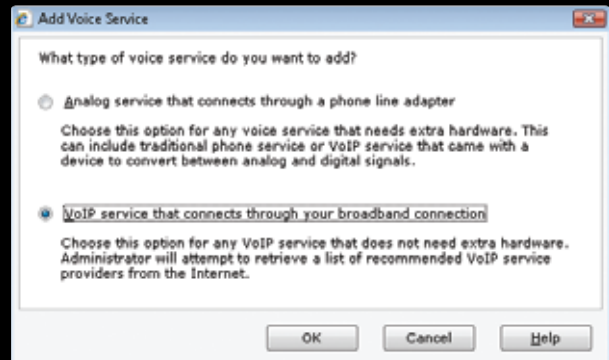 Add Voice Service
What type of voice service do you want to add?
Analog service that connects through a phone line adapter
Choose this option for any voice service that needs extra hardware. This
can include traditional phone service or VoIP service that came with a
device to convert between analog and digital signals.
VoIP service that connects through your broadband connection
Choose this option for any VoIP service that does not need extra hardware.
Administrator will attempt to retrieve a list of recommended VoIP service
providers from the Internet.
OK
Cancel
Help